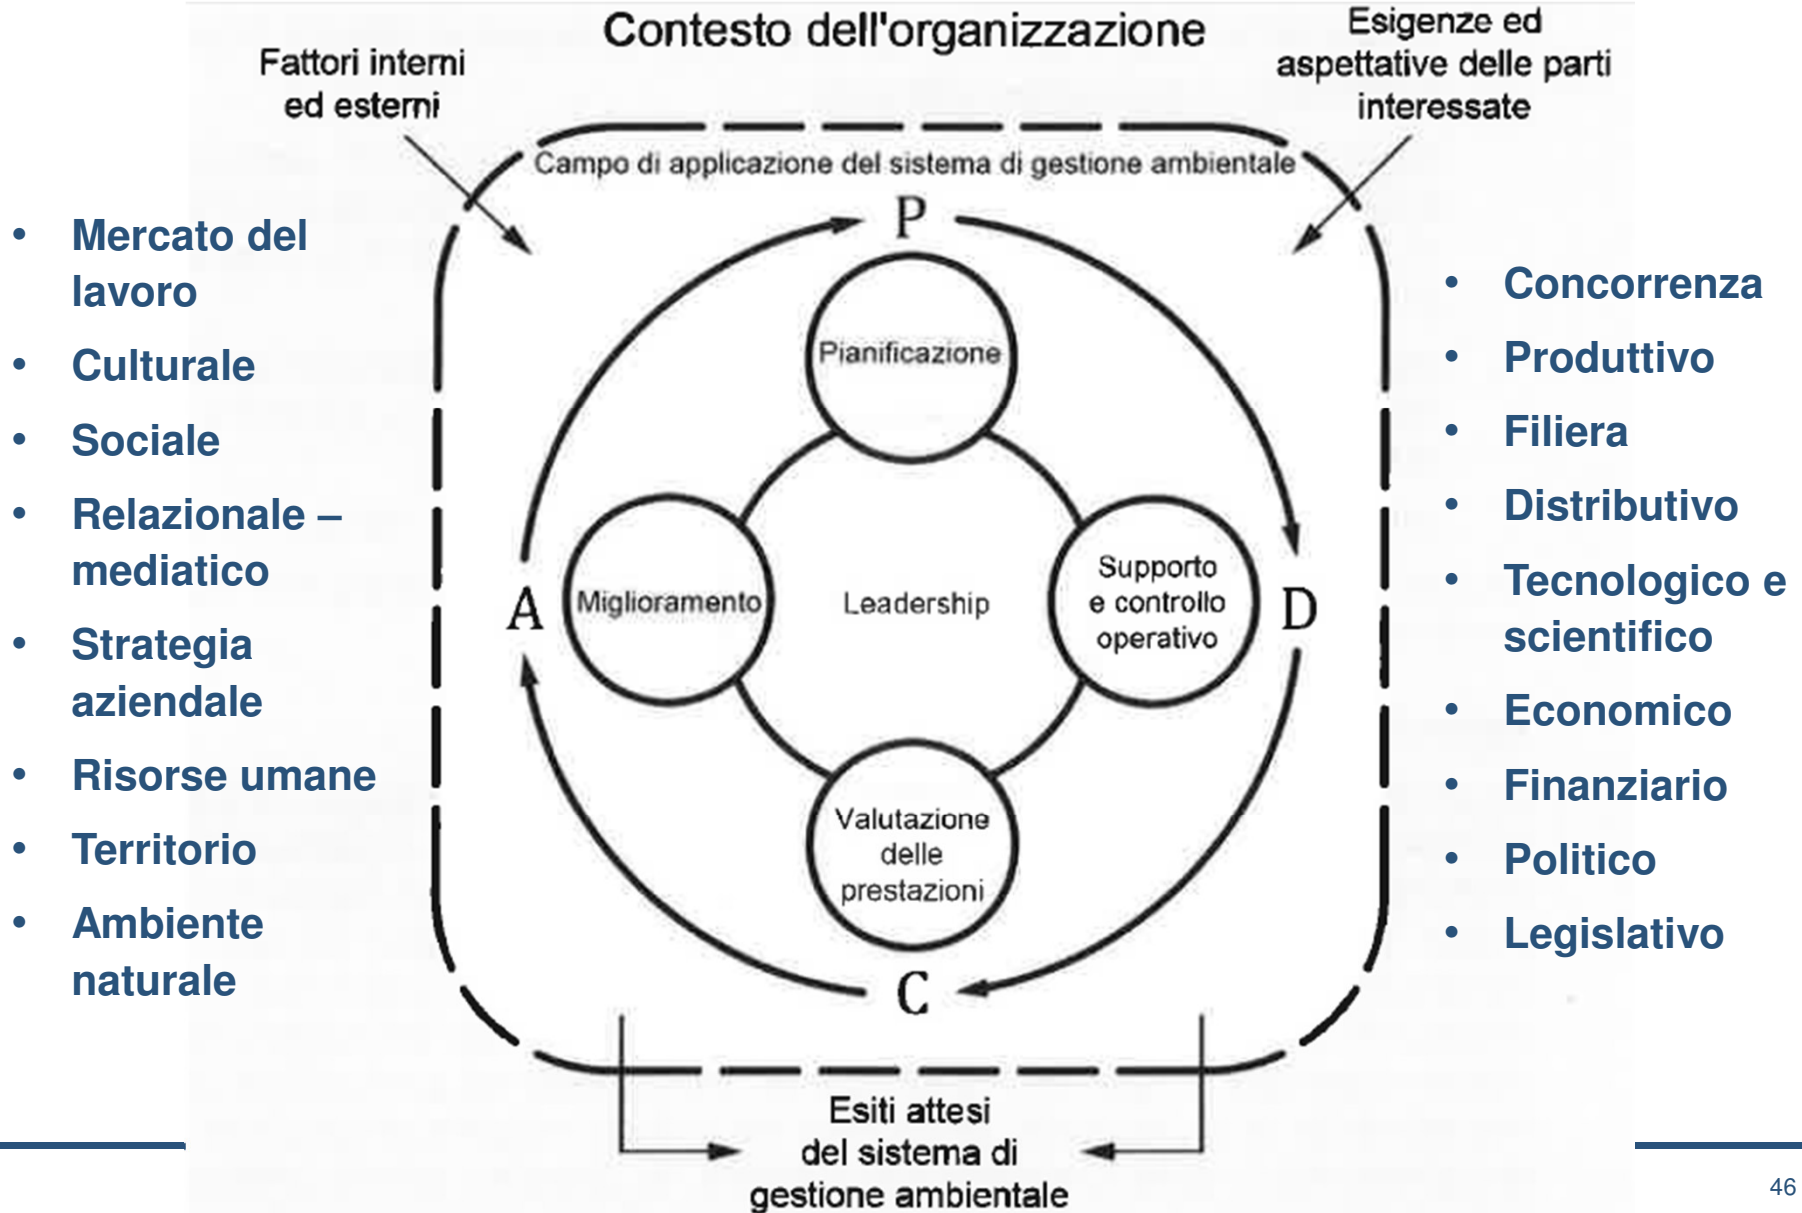 Contesto dell'organizzazione
Fattori interni
ed esterni
Esigenze ed
aspettative delle parti
interessate
Campo di applicazione del sistema di gestione ambientale
• Mercato del
lavoro
• Culturale
• Sociale
• Relazionale –
mediatico
• Strategia
aziendale
• Risorse umane
• Territorio
• Ambiente
naturale
P
Pianificazione
A
Miglioramento
Leadership
Supporto
e controllo
operativo
D
Valutazione
delle
prestazioni
C
• Concorrenza
• Produttivo
• Filiera
• Distributivo
• Tecnologico e
scientifico
• Economico
• Finanziario
• Politico
• Legislativo
Esiti attesi
del sistema di
gestione ambientale
46